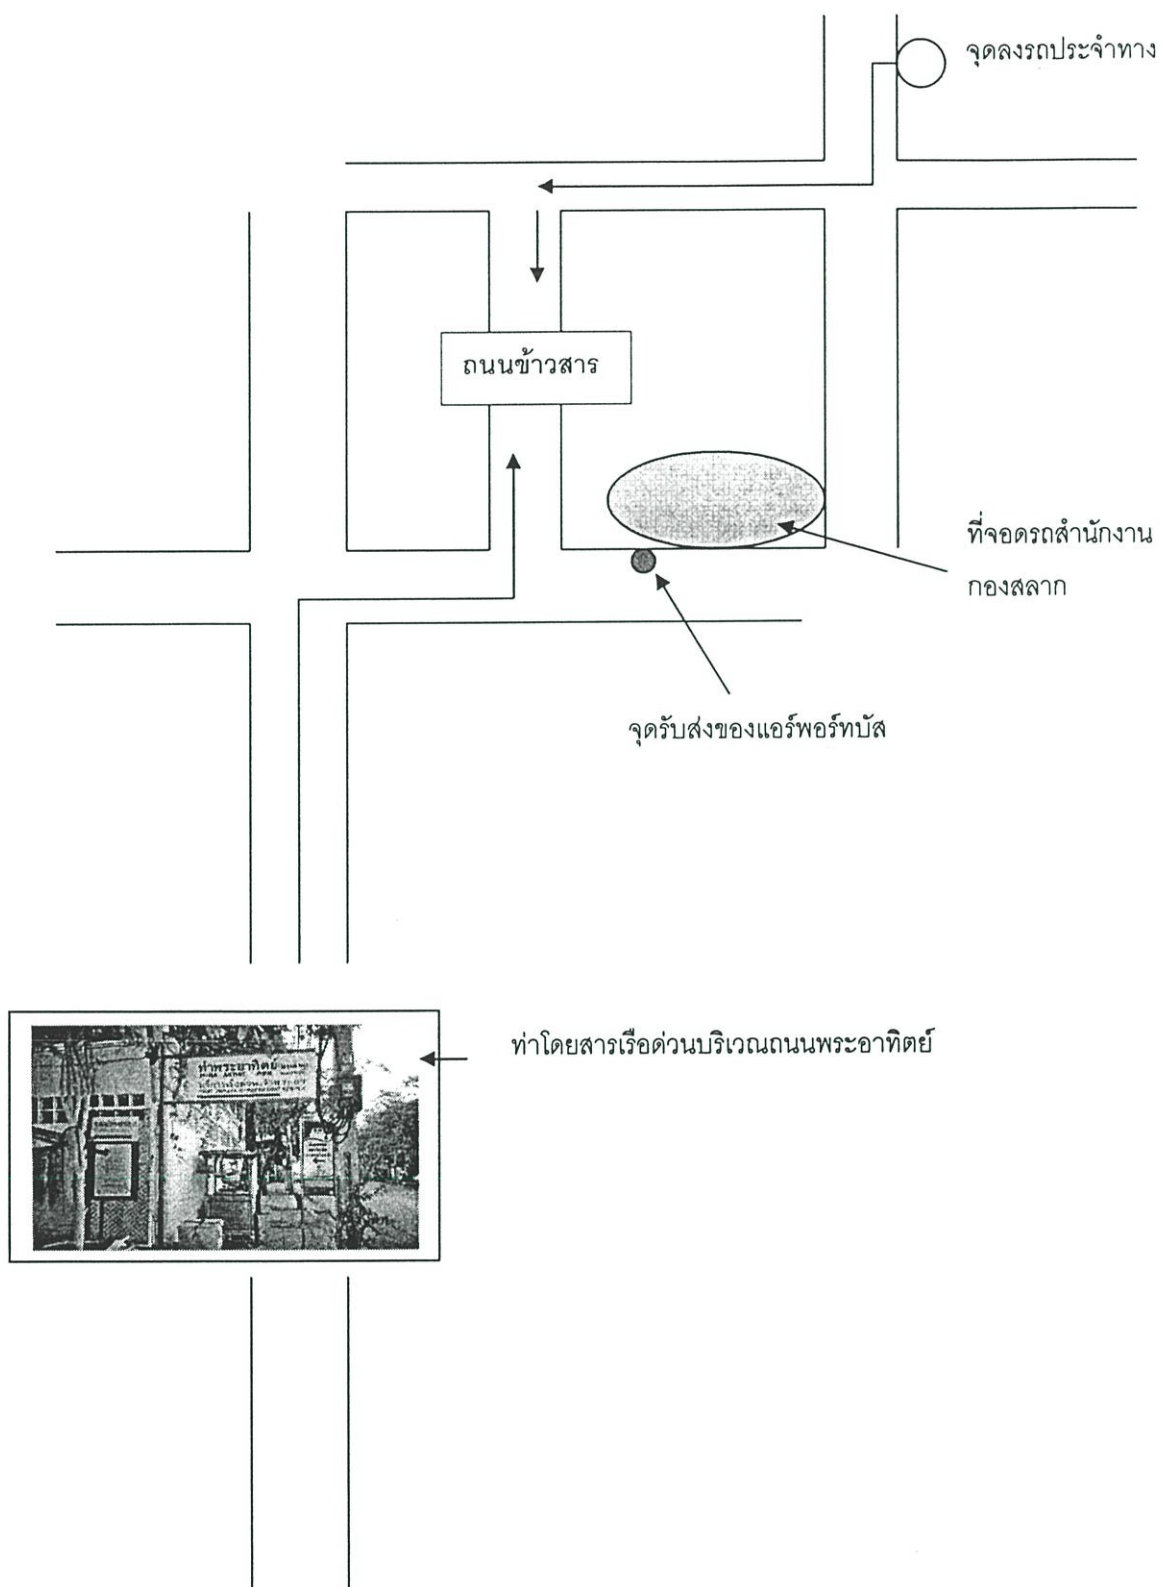 จุดลงรถประจำทาง
ถนนข้าวสาร
ที่จอดรถสำนักงาน
กองสลาก
จุดรับส่งของแอร์พอร์ทบัส
ท่าโดยสารเรือด่วนบริเวณถนนพระอาทิตย์
ท่าพระอาทิตย์